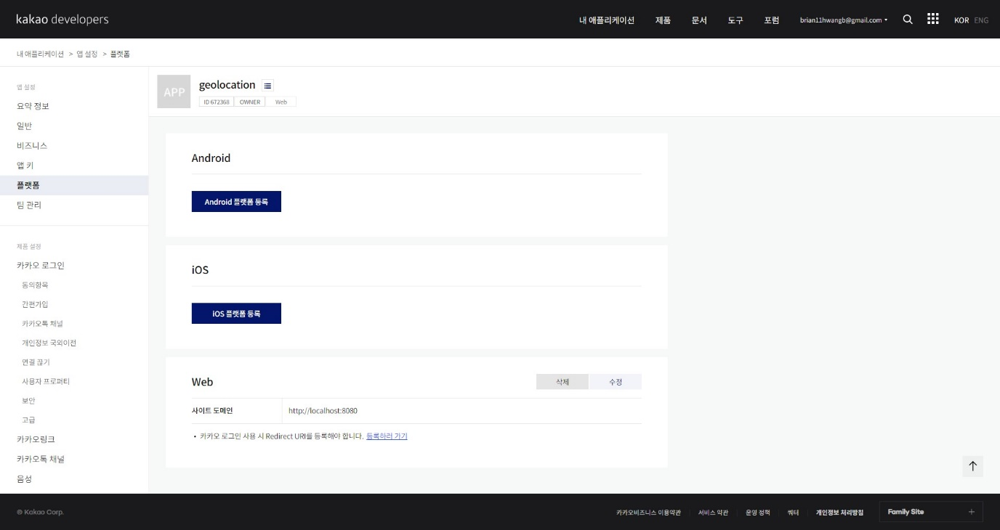 kakao developers
내 애플리케이션 제품 문서 도구 포럼 brian11hwangb@gmail.com KOR ENG
내 애플리케이션 > 앱 설정 > 플랫폼
앱 설정
요약 정보
일반
비즈니스
앱 키
플랫폼
팀 관리
제품 설정
카카오 로그인
동의항목
간편가입
카카오톡 채널
개인정보 국외이전
연결 끊기
사용자 프로퍼티
보안
고급
카카오링크
카카오톡 채널
음성
APP
geolocation
ID 672368 OWNER Web
Android
Android 플랫폼 등록
iOS
iOS 플랫폼 등록
Web
삭제 수정
사이트 도메인 http://localhost:8080
• 카카오 로그인 사용 시 Redirect URI를 등록해야 합니다. 등록하러 가기
© Kakao Corp.
카카오비즈니스 이용약관 서비스 약관 운영 정책 쿼터 개인정보 처리방침 Family Site +